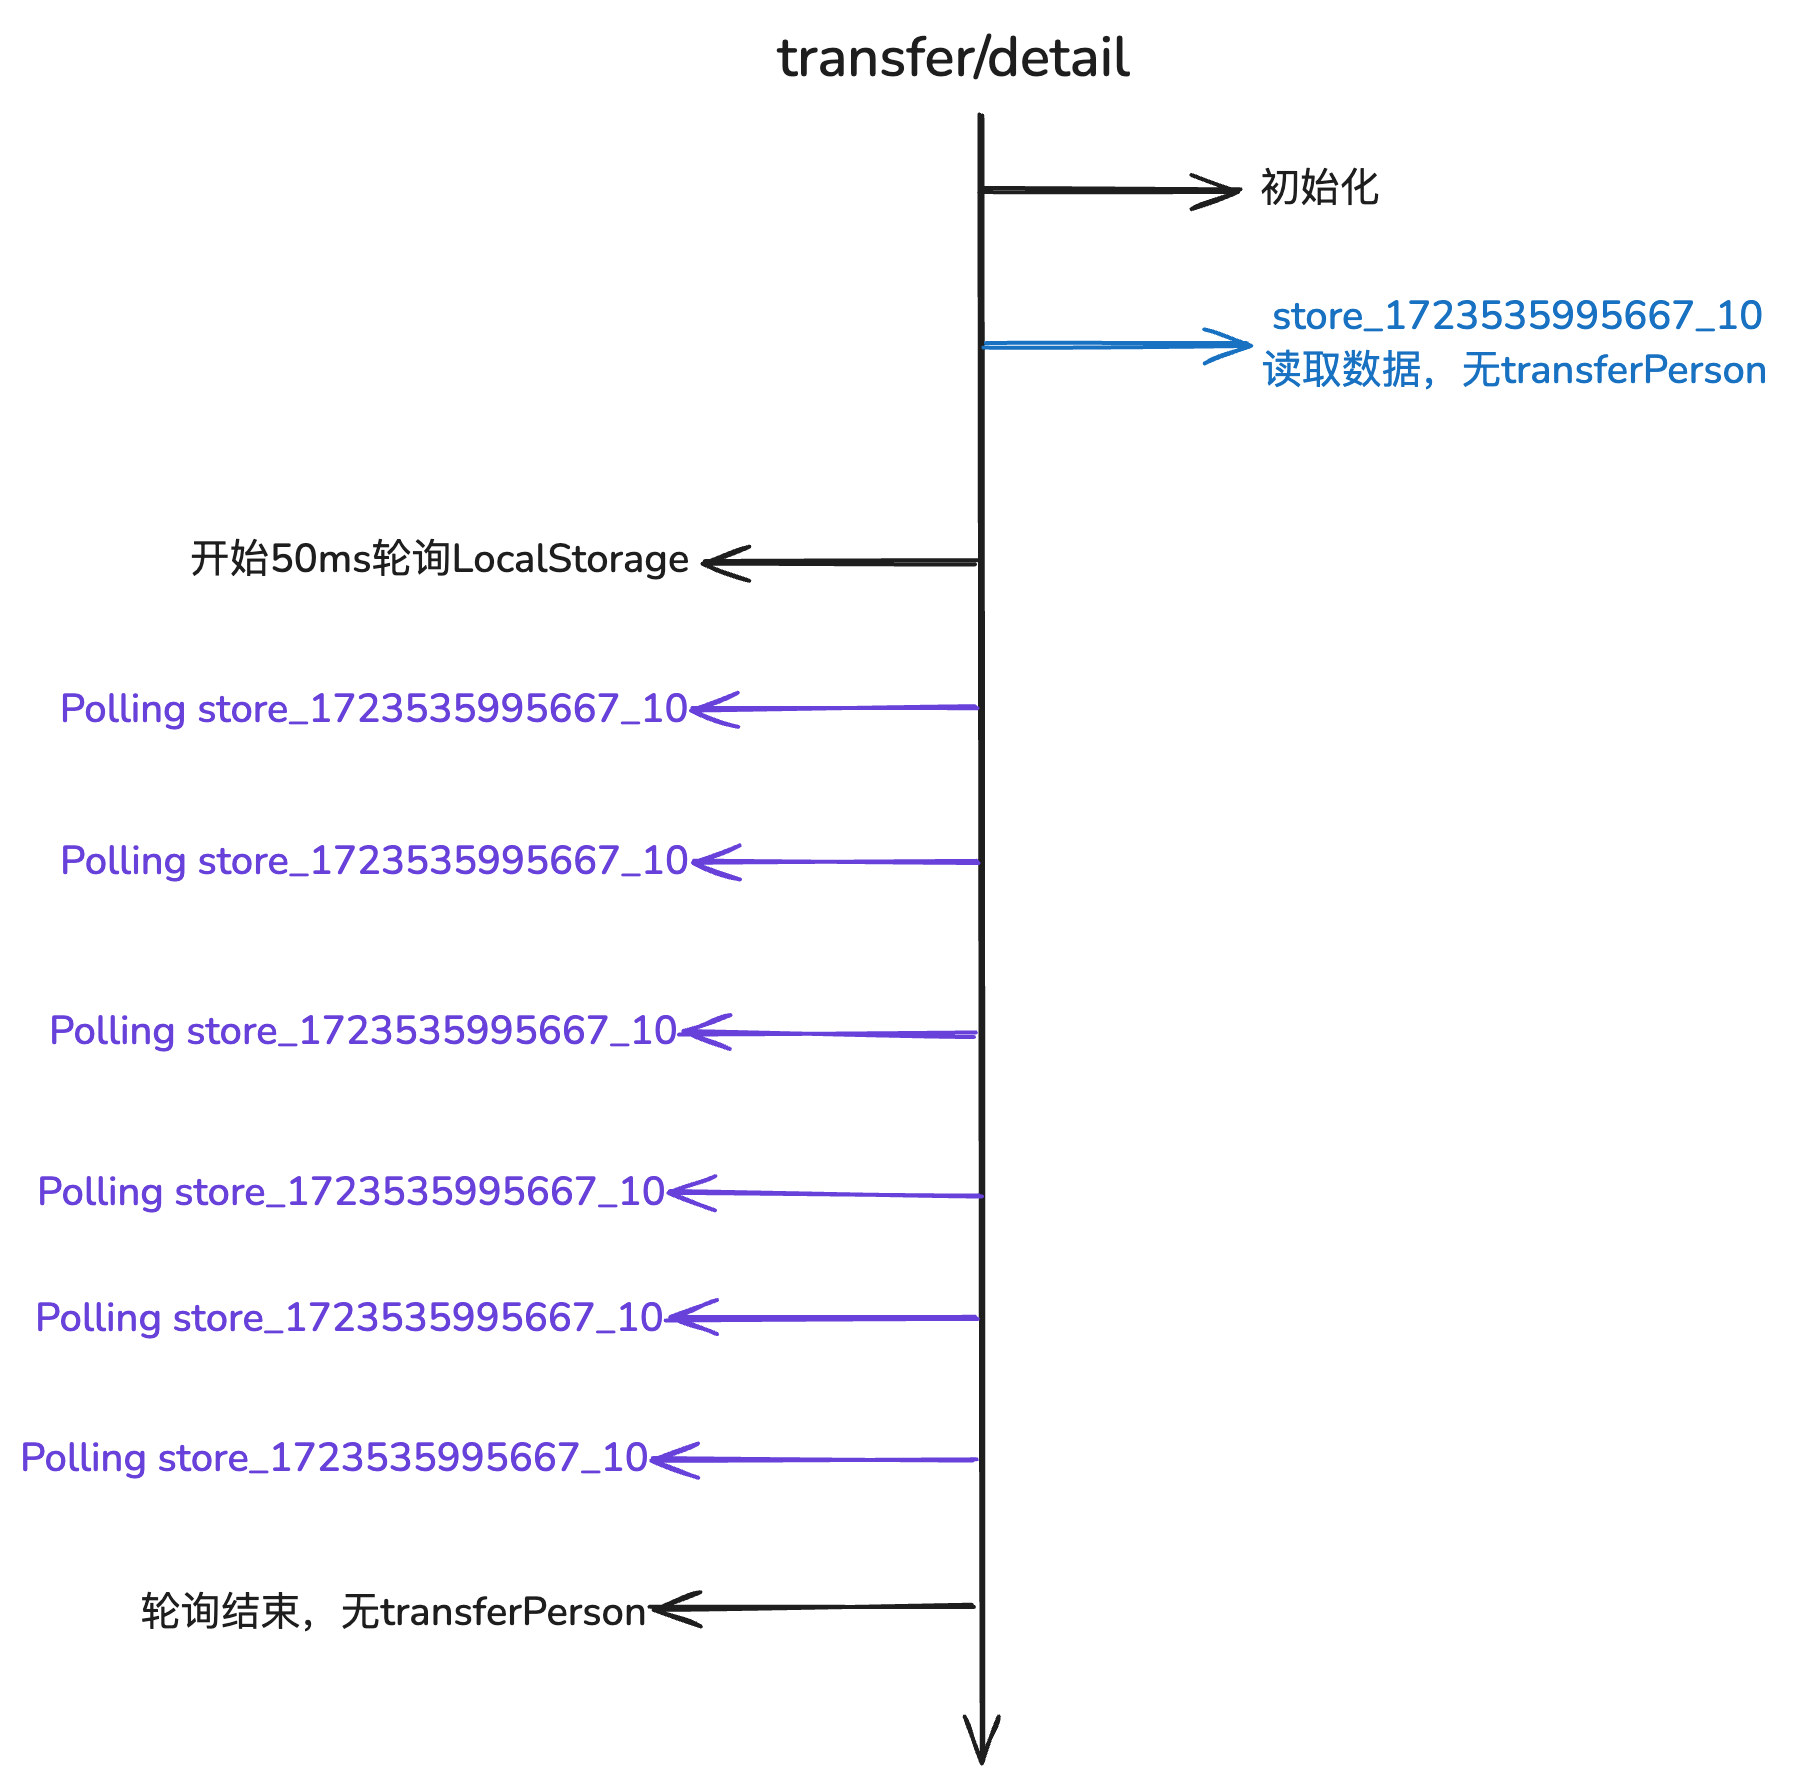 transfer/detail
初始化
store_1723535995667_10
读取数据，无transferPerson
开始50ms轮询LocalStorage
Polling store_1723535995667_10
Polling store_1723535995667_10
Polling store_1723535995667_10
Polling store_1723535995667_10
Polling store_1723535995667_10
Polling store_1723535995667_10
轮询结束，无transferPerson